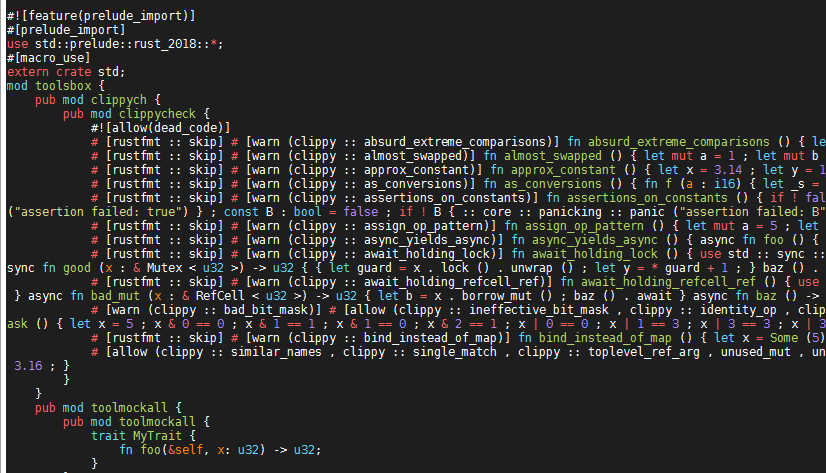 #![feature(prelude_import)]
#[prelude_import]
use std::prelude::rust_2018::*;
#[macro_use]
extern crate std;
mod toolsbox {
    pub mod clippych {
        pub mod clippycheck {
            #![allow(dead_code)]
            # [rustfmt :: skip] # [warn (clippy :: absurd_extreme_comparisons)] fn absurd_extreme_comparisons () { le
            # [rustfmt :: skip] # [warn (clippy :: almost_swapped)] fn almost_swapped () { let mut a = 1 ; let mut b
            # [rustfmt :: skip] # [warn (clippy :: approx_constant)] fn approx_constant () { let x = 3.14 ; let y = 1
            # [rustfmt :: skip] # [warn (clippy :: as_conversions)] fn as_conversions () { fn f (a : i16) { let _s =
            # [rustfmt :: skip] # [warn (clippy :: assertions_on_constants)] fn assertions_on_constants () { if ! fal
("assertion failed: true") } ; const B : bool = false ; if ! B { :: core :: panicking :: panic ("assertion failed: B"
            # [rustfmt :: skip] # [warn (clippy :: assign_op_pattern)] fn assign_op_pattern () { let mut a = 5 ; let
            # [rustfmt :: skip] # [warn (clippy :: async_yields_async)] fn async_yields_async () { async fn foo () {
            # [rustfmt :: skip] # [warn (clippy :: await_holding_lock)] fn await_holding_lock () { use std :: sync ::
sync fn good (x : & Mutex < u32 >) -> u32 { { let guard = x . lock () . unwrap () ; let y = * guard + 1 ; } baz () .
            # [rustfmt :: skip] # [warn (clippy :: await_holding_refcell_ref)] fn await_holding_refcell_ref () { use
 } async fn bad_mut (x : & RefCell < u32 >) -> u32 { let b = x . borrow_mut () ; baz () . await } async fn baz () ->
            # [warn (clippy :: bad_bit_mask)] # [allow (clippy :: ineffective_bit_mask , clippy :: identity_op , clip
ask () { let x = 5 ; x & 0 == 0 ; x & 1 == 1 ; x & 1 == 0 ; x & 2 == 1 ; x | 0 == 0 ; x | 1 == 3 ; x | 3 == 3 ; x | 3
            # [rustfmt :: skip] # [warn (clippy :: bind_instead_of_map)] fn bind_instead_of_map () { let x = Some (5)
            # [allow (clippy :: similar_names , clippy :: single_match , clippy :: toplevel_ref_arg , unused_mut , un
 3.16 ; }
        }
    }
    pub mod toolmockall {
        pub mod toolmockall {
            trait MyTrait {
                fn foo(&self, x: u32) -> u32;
            }